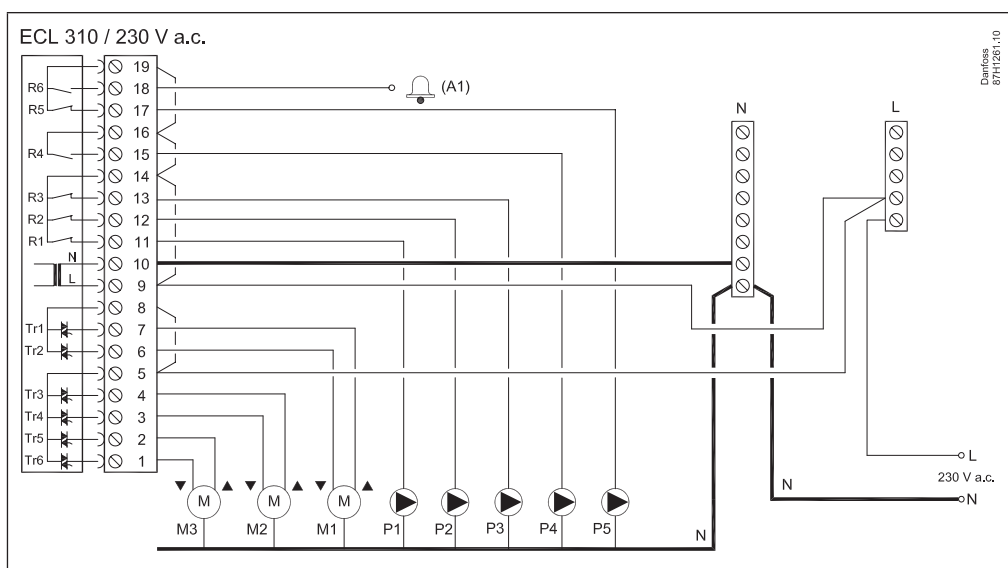 ECL 310 / 230 V a.c.
Danfoss
87H1261.10
19
R6 18 (A1)
R5 17
16
N L
R4 15
14
R3 13
R2 12
R1 11
N 10
L 9
8
Tr1 7
Tr2 6
5
Tr3 4
Tr4 3
Tr5 2
Tr6 1
L
230 V a.c.
N N
M M M
M3 M2 M1 P1 P2 P3 P4 P5 N